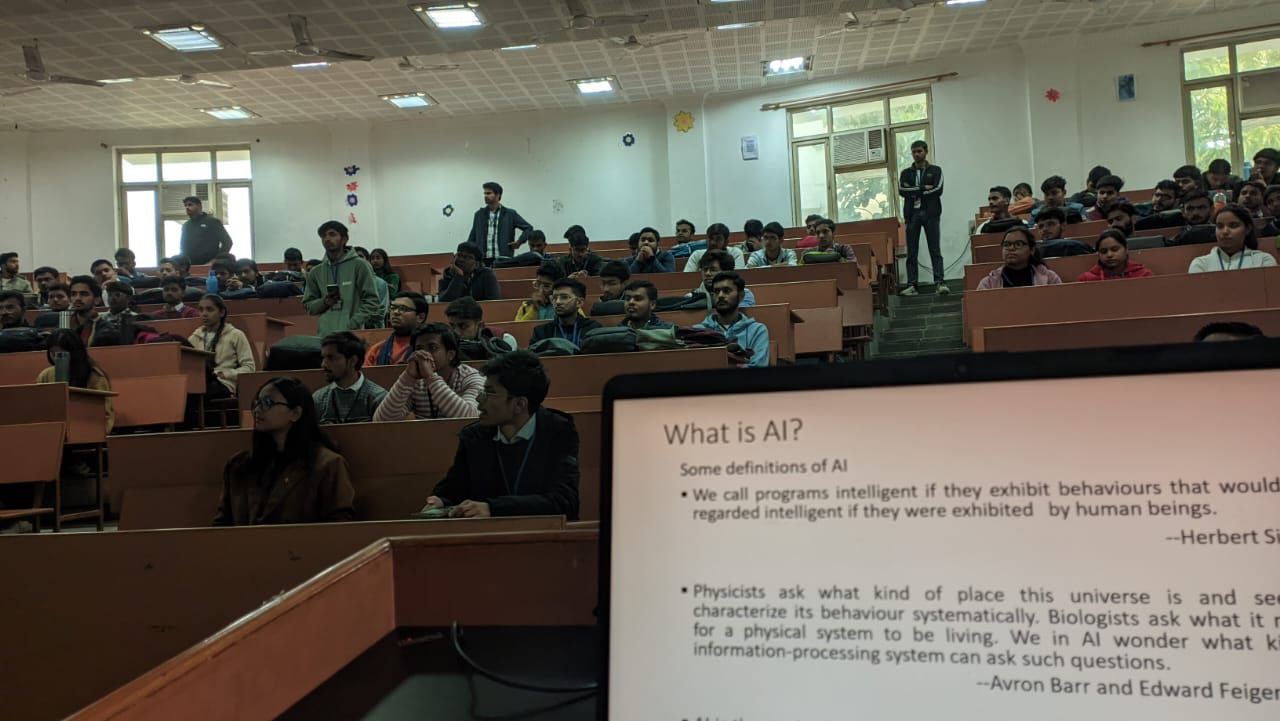 What is AI?
Some definitions of AI
▪ We call programs intelligent if they exhibit behaviours that would
regarded intelligent if they were exhibited by human beings.
--Herbert
▪ Physicists ask what kind of place this universe is and
characterize its behaviour systematically. Biologists ask what it
for a physical system to be living. We in AI wonder what
information-processing system can ask such questions.
--Avron Barr and Edward